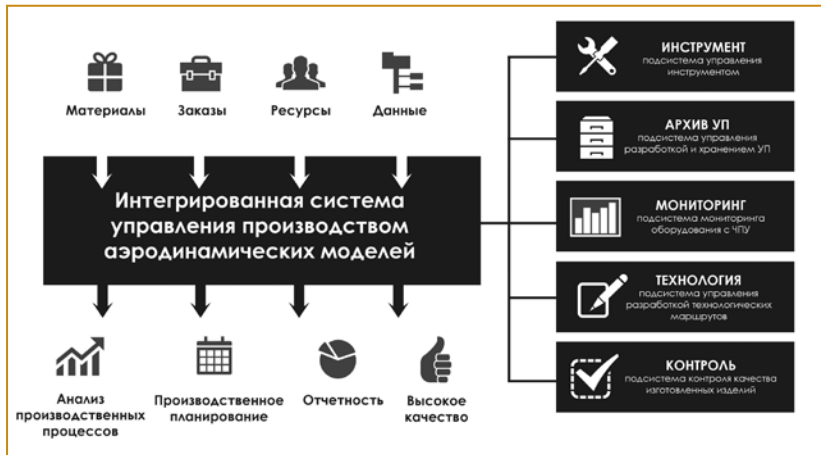 Материалы
Заказы
Ресурсы
Данные
Интегрированная система
управления производством
аэродинамических моделей
Анализ
производственных
процессов
Производственное
планирование
Отчетность
Высокое
качество
ИНСТРУМЕНТ
подсистема управления
инструментом
АРХИВ УП
подсистема управления
разработкой и хранением УП
МОНИТОРИНГ
подсистема мониторинга
оборудования с ЧПУ
ТЕХНОЛОГИЯ
подсистема управления
разработкой технологических
маршрутов
КОНТРОЛЬ
подсистема контроля качества
изготовленных изделий